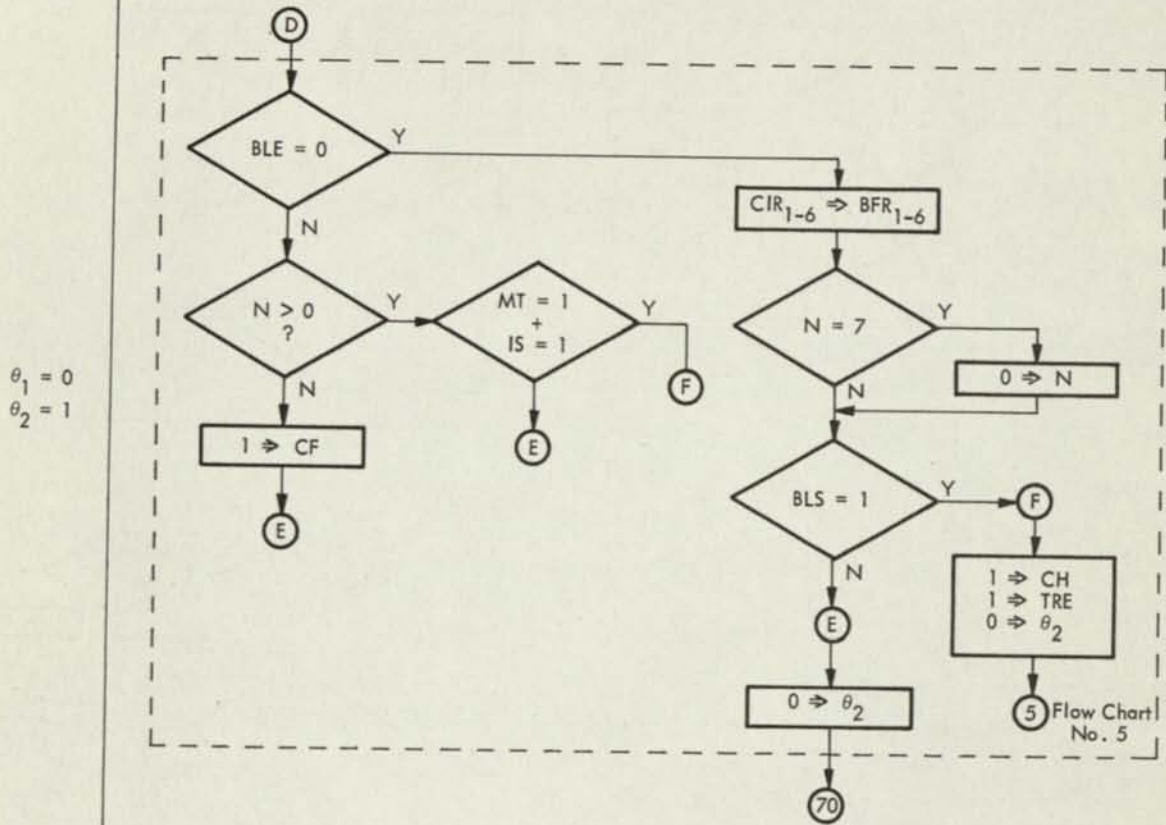 D
BLE = 0
Y
N
CIR1-6 ⇒ BFR1-6
N > 0
?
Y
N
MT = 1
+
IS = 1
Y
F
E
N = 7
Y
N
0 ⇒ N
θ1 = 0
θ2 = 1
1 ⇒ CF
E
BLS = 1
Y
N
F
1 ⇒ CH
1 ⇒ TRE
0 ⇒ θ2
E
0 ⇒ θ2
5 Flow Chart
No. 5
70